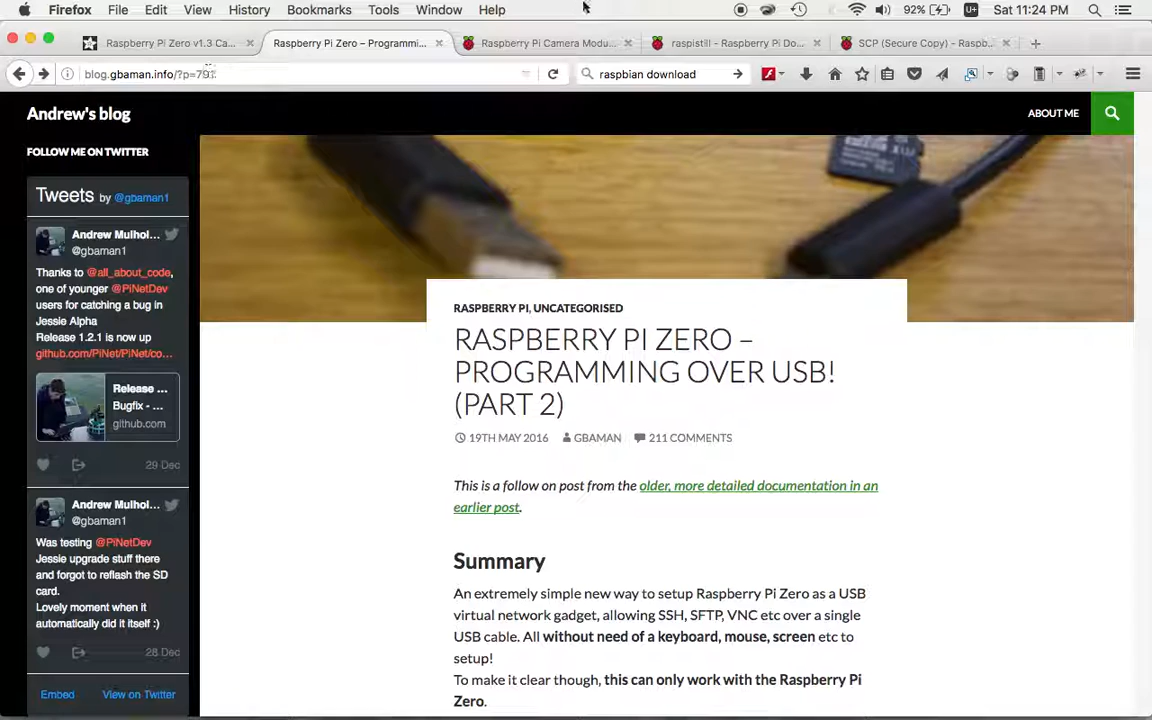 Firefox File Edit View History Bookmarks Tools Window Help 92% Sat 11:24 PM
Raspberry Pi Zero v1.3 Ca... Raspberry Pi Zero – Programmi... Raspberry Pi Camera Modu... raspistill - Raspberry Pi Do... SCP (Secure Copy) - Raspb...
blog.gbaman.info/?p=791 raspbian download
Andrew's blog
ABOUT ME
FOLLOW ME ON TWITTER
Tweets by @gbaman1
Andrew Mulhol...
@gbaman1
Thanks to @all_about_code,
one of younger @PiNetDev
users for catching a bug in
Jessie Alpha
Release 1.2.1 is now up
github.com/PiNet/PiNet/co...
Release ...
Bugfix - ...
github.com
29 Dec
Andrew Mulhol...
@gbaman1
Was testing @PiNetDev
Jessie upgrade stuff there
and forgot to reflash the SD
card.
Lovely moment when it
automatically did it itself :)
28 Dec
Embed View on Twitter
RASPBERRY PI, UNCATEGORISED
RASPBERRY PI ZERO –
PROGRAMMING OVER USB!
(PART 2)
19TH MAY 2016 GBAMAN 211 COMMENTS
This is a follow on post from the older, more detailed documentation in an
earlier post.
Summary
An extremely simple new way to setup Raspberry Pi Zero as a USB
virtual network gadget, allowing SSH, SFTP, VNC etc over a single
USB cable. All without need of a keyboard, mouse, screen etc to
setup!
To make it clear though, this can only work with the Raspberry Pi
Zero.